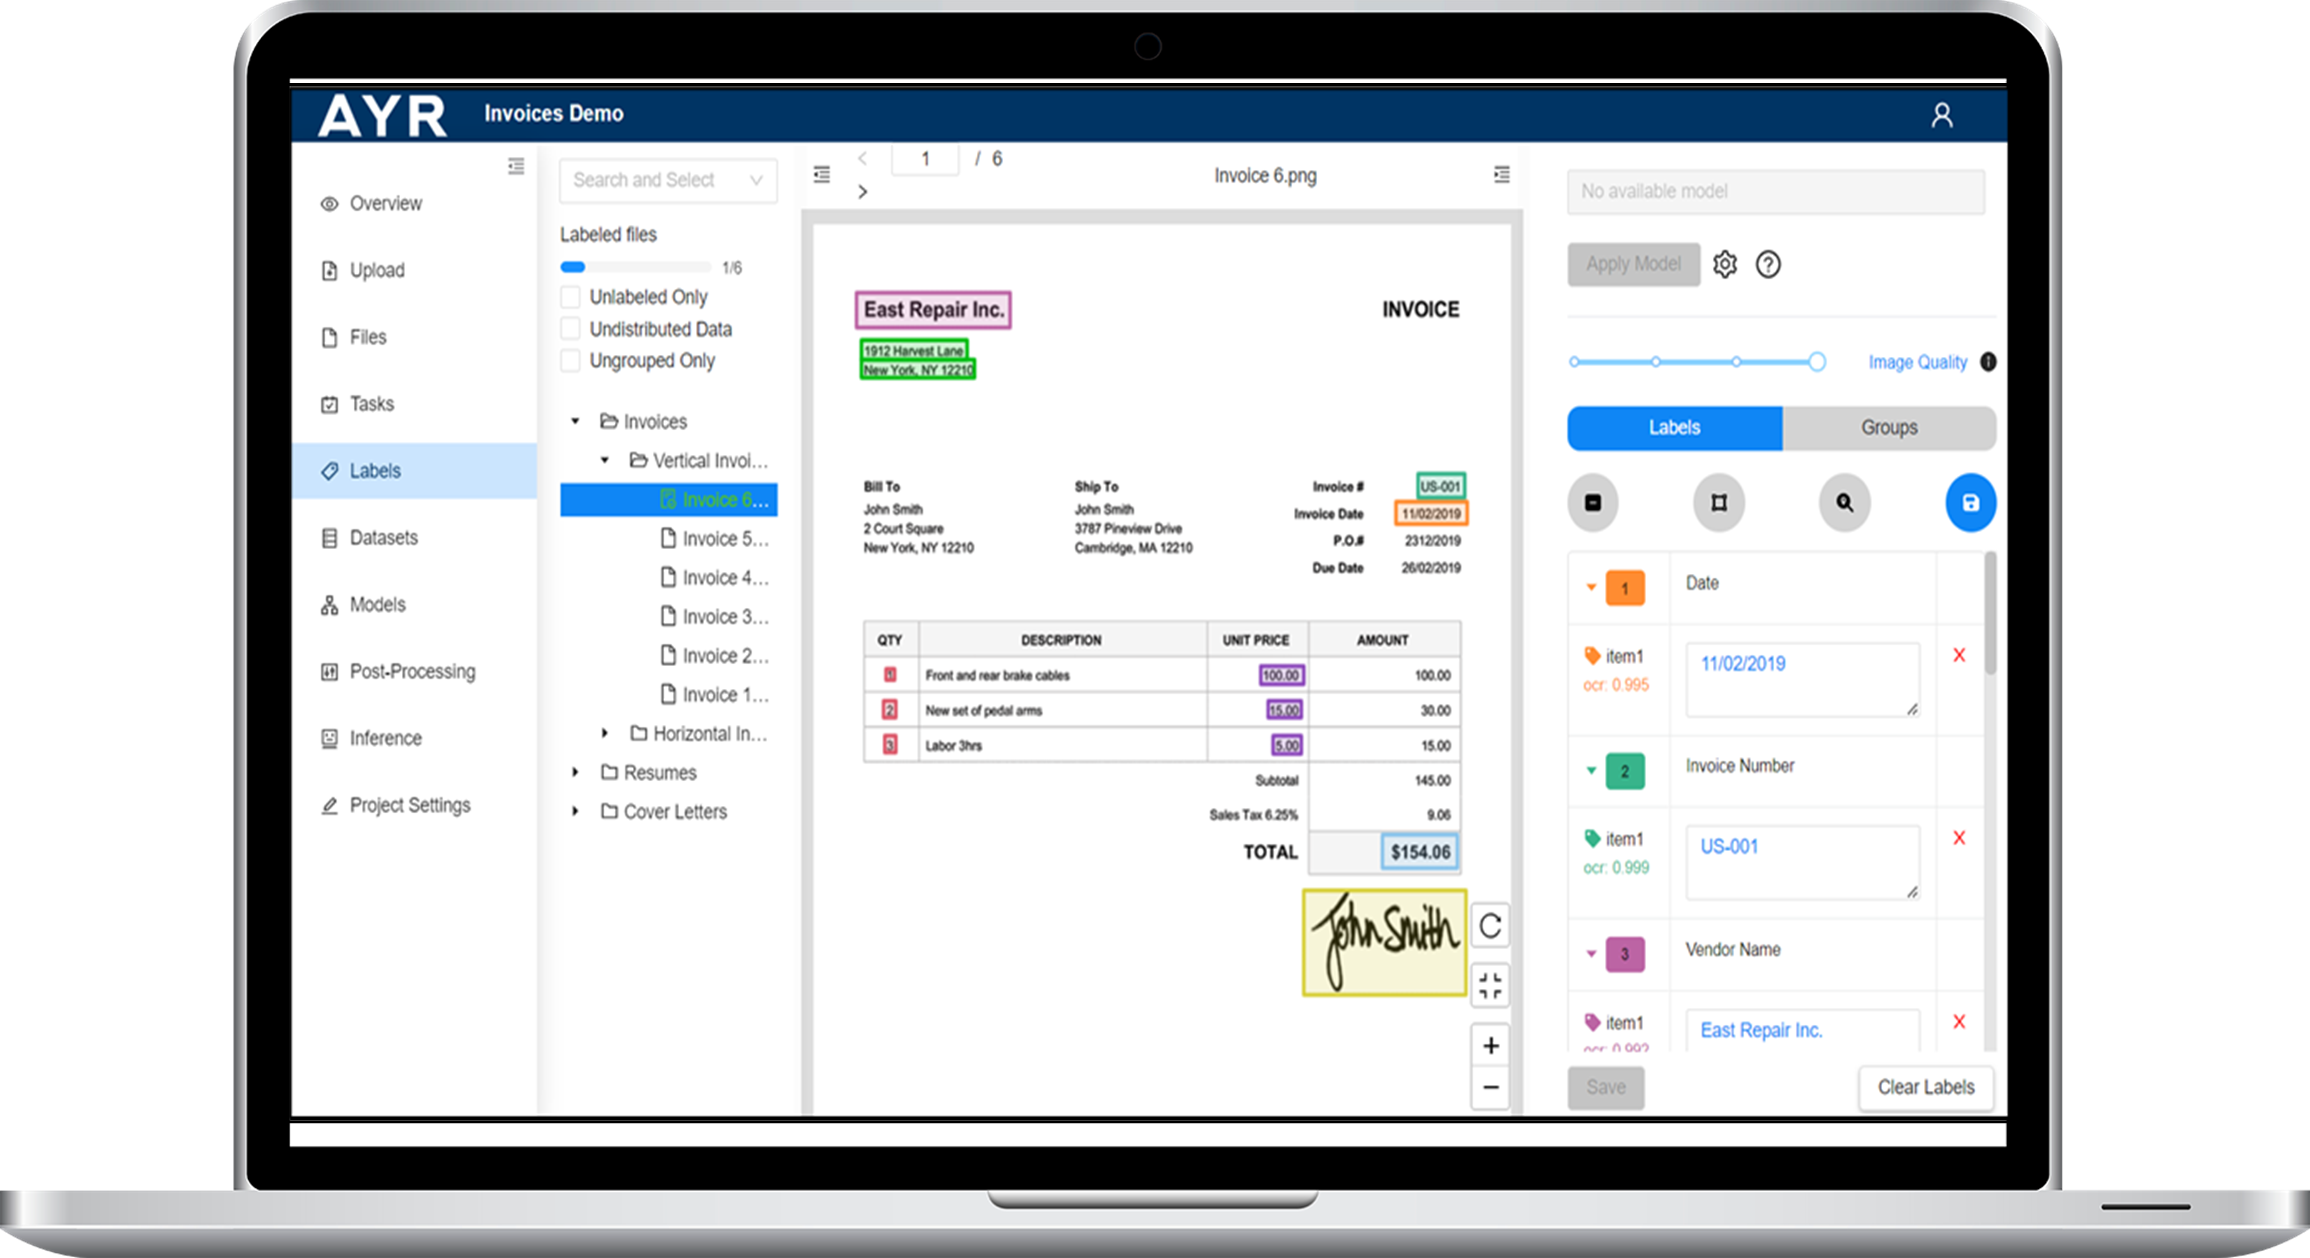 AYR Invoices Demo
Overview
Upload
Files
Tasks
Labels
Datasets
Models
Post-Processing
Inference
Project Settings
Search and Select
Labeled files
1/6
Unlabeled Only
Undistributed Data
Ungrouped Only
Invoices
Vertical Invoi...
Invoice 6...
Invoice 5...
Invoice 4...
Invoice 3...
Invoice 2...
Invoice 1...
Horizontal In...
Resumes
Cover Letters
1 / 6
Invoice 6.png
East Repair Inc. INVOICE
1912 Harvest Lane
New York, NY 12210
Bill To
John Smith
2 Court Square
New York, NY 12210
Ship To
John Smith
3787 Pineview Drive
Cambridge, MA 12210
Invoice # US-001
Invoice Date 11/02/2019
P.O.# 2312/2019
Due Date 26/02/2019
QTY DESCRIPTION UNIT PRICE AMOUNT
1 Front and rear brake cables 100.00 100.00
2 New set of pedal arms 15.00 30.00
3 Labor 3hrs 5.00 15.00
Subtotal 145.00
Sales Tax 6.25% 9.06
TOTAL $154.06
John Smith
No available model
Apply Model
Image Quality
Labels Groups
1 Date
item1 11/02/2019 X
ocr: 0.995
2 Invoice Number
item1 US-001 X
ocr: 0.999
3 Vendor Name
item1 East Repair Inc. X
ocr: 0.992
Save Clear Labels